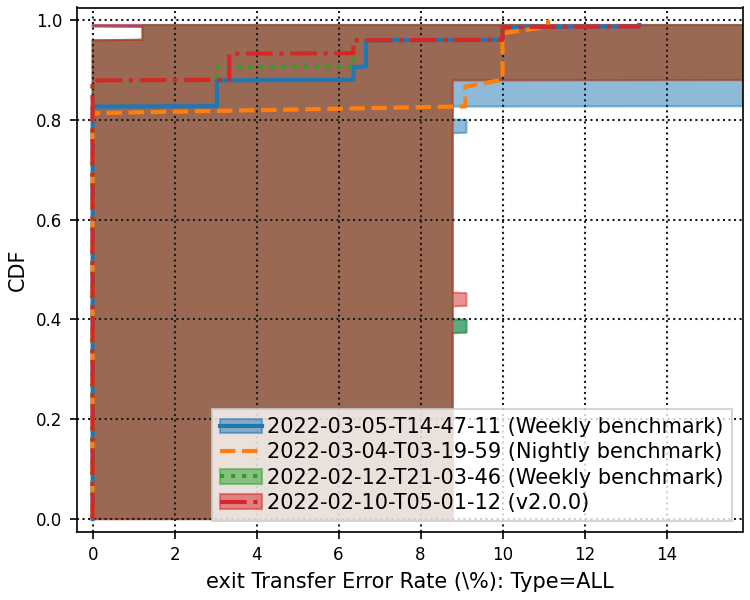 1.0
0.8
0.6
0.4
0.2
0.0
CDF
2022-03-05-T14-47-11 (Weekly benchmark)
2022-03-04-T03-19-59 (Nightly benchmark)
2022-02-12-T21-03-46 (Weekly benchmark)
2022-02-10-T05-01-12 (v2.0.0)
0 2 4 6 8 10 12 14
exit Transfer Error Rate (\%): Type=ALL